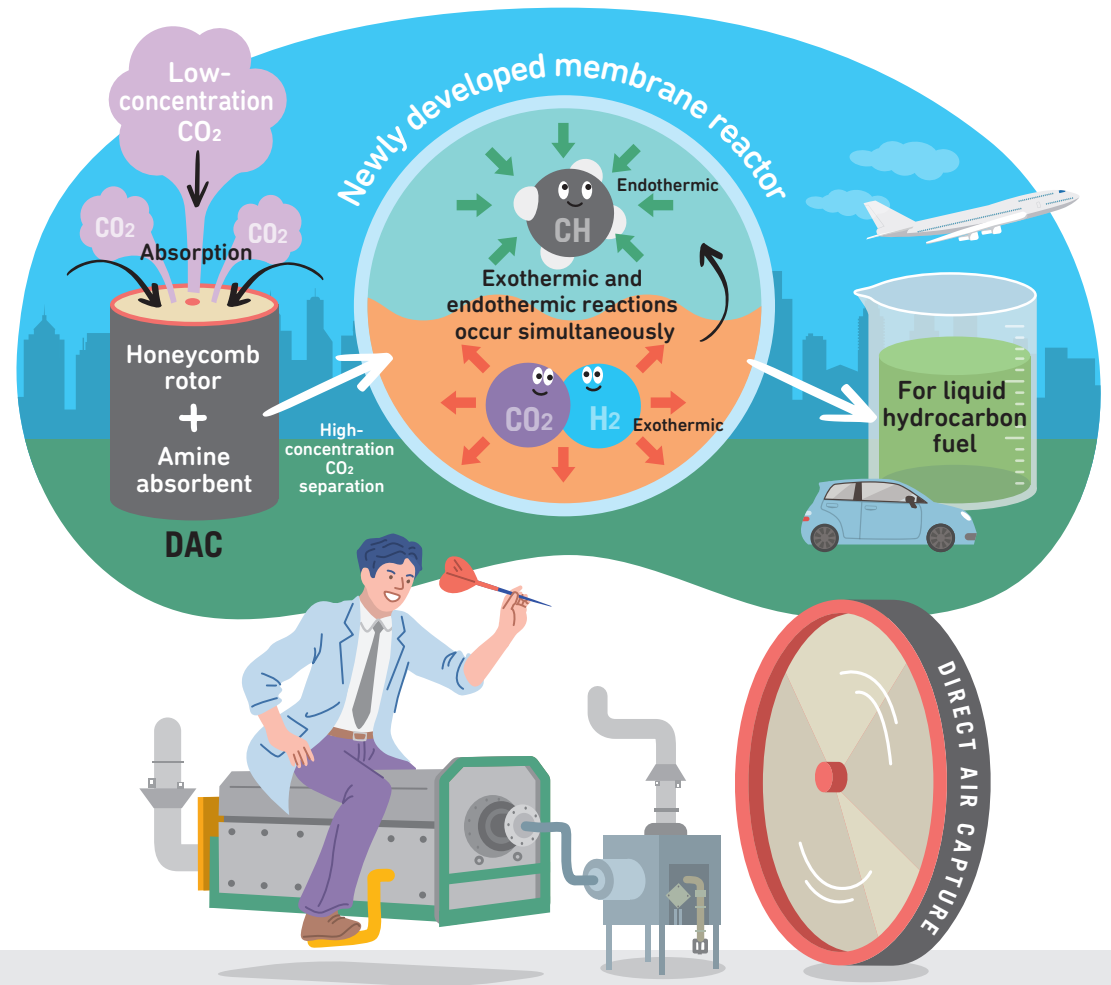 Low-
concentration
CO₂
CO₂
CO₂
Absorption
Honeycomb
rotor
+
Amine
absorbent
DAC
High-
concentration
CO₂
separation
Newly developed membrane reactor
Endothermic
CH
Exothermic and
endothermic reactions
occur simultaneously
CO₂
H₂
Exothermic
For liquid
hydrocarbon
fuel
DIRECT AIR CAPTURE